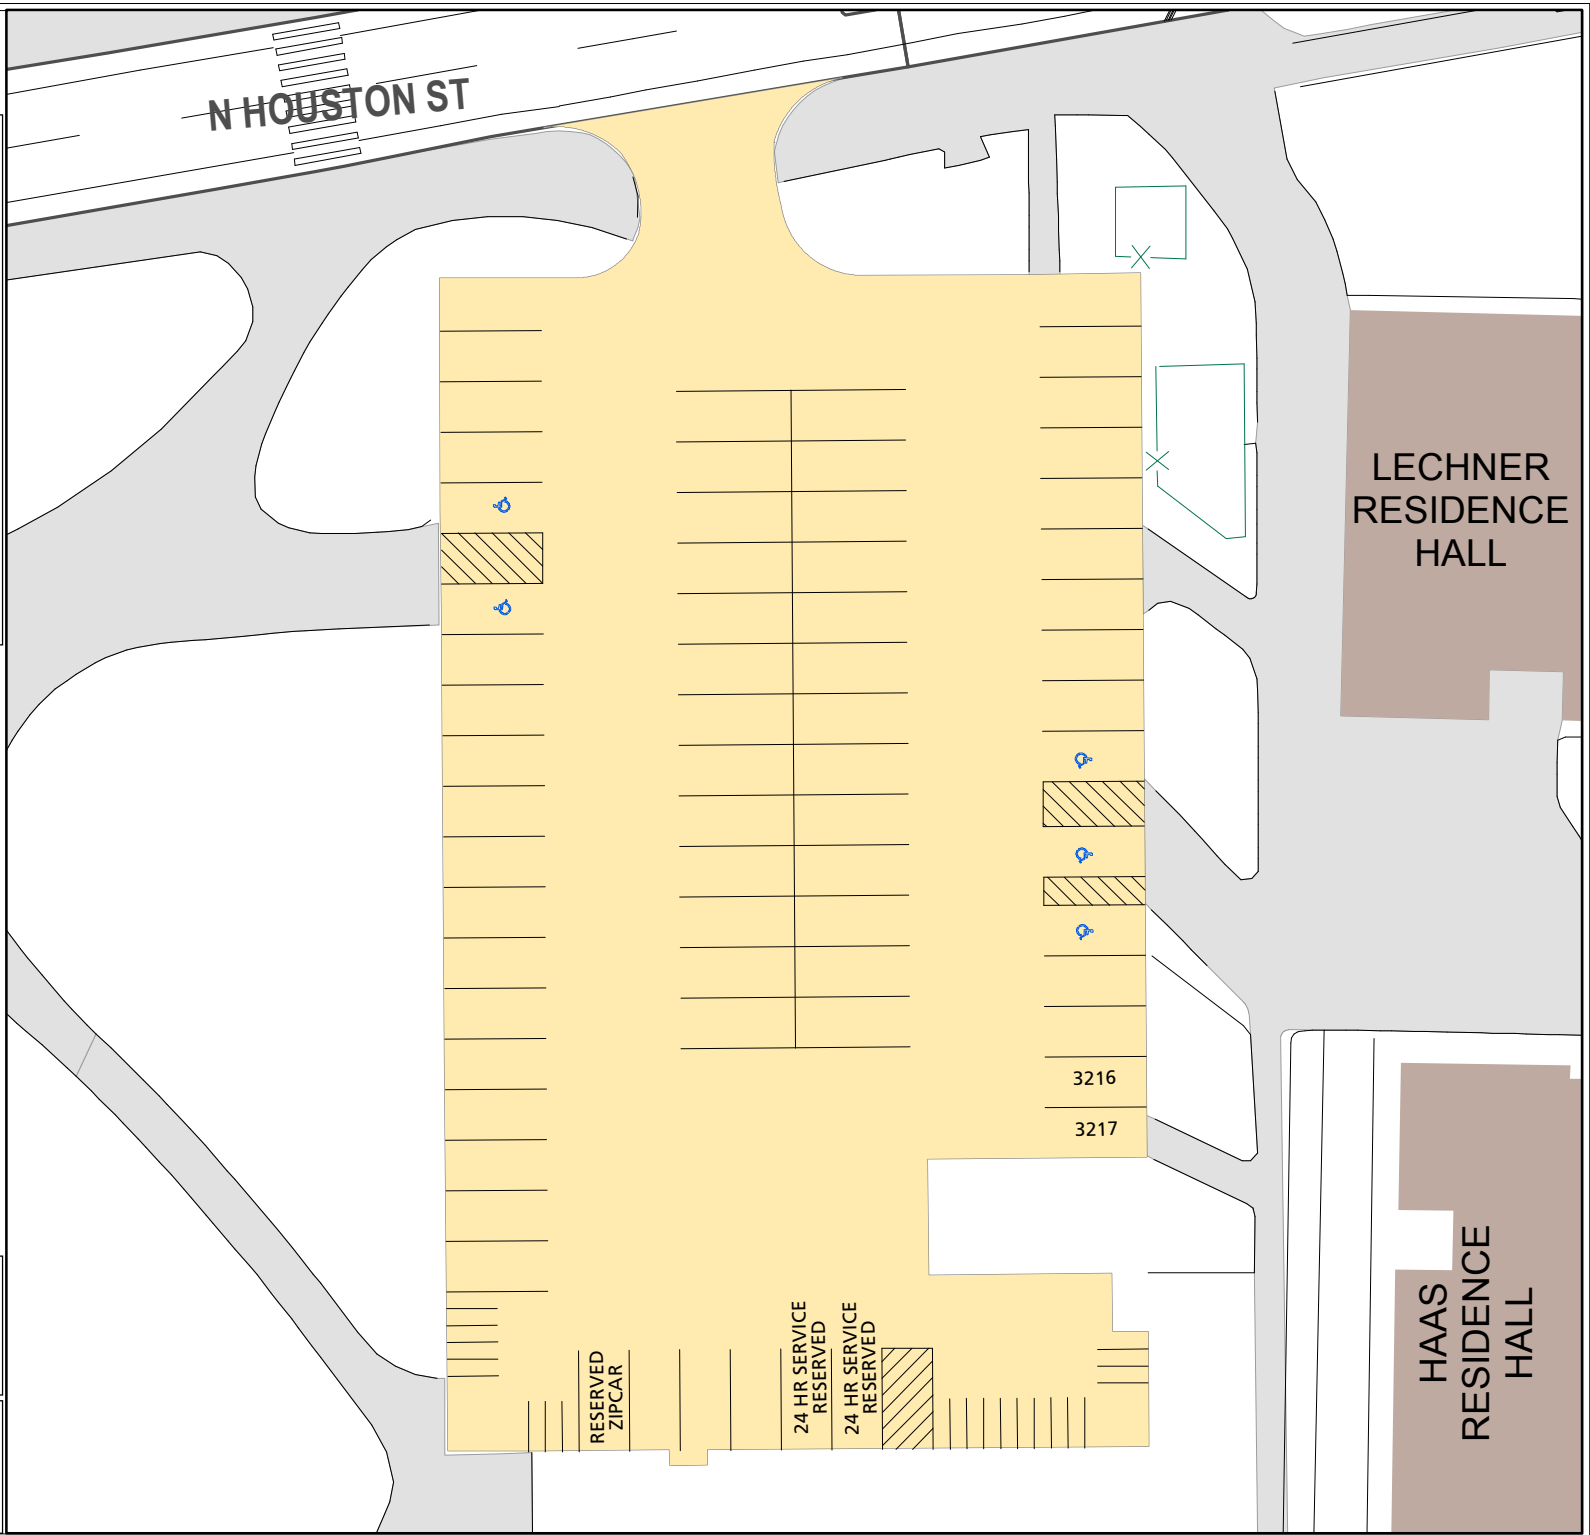 N HOUSTON ST
LECHNER
RESIDENCE
HALL
3216
3217
HAAS
RESIDENCE
HALL
RESERVED
ZIPCAR
24 HR SERVICE
RESERVED
24 HR SERVICE
RESERVED